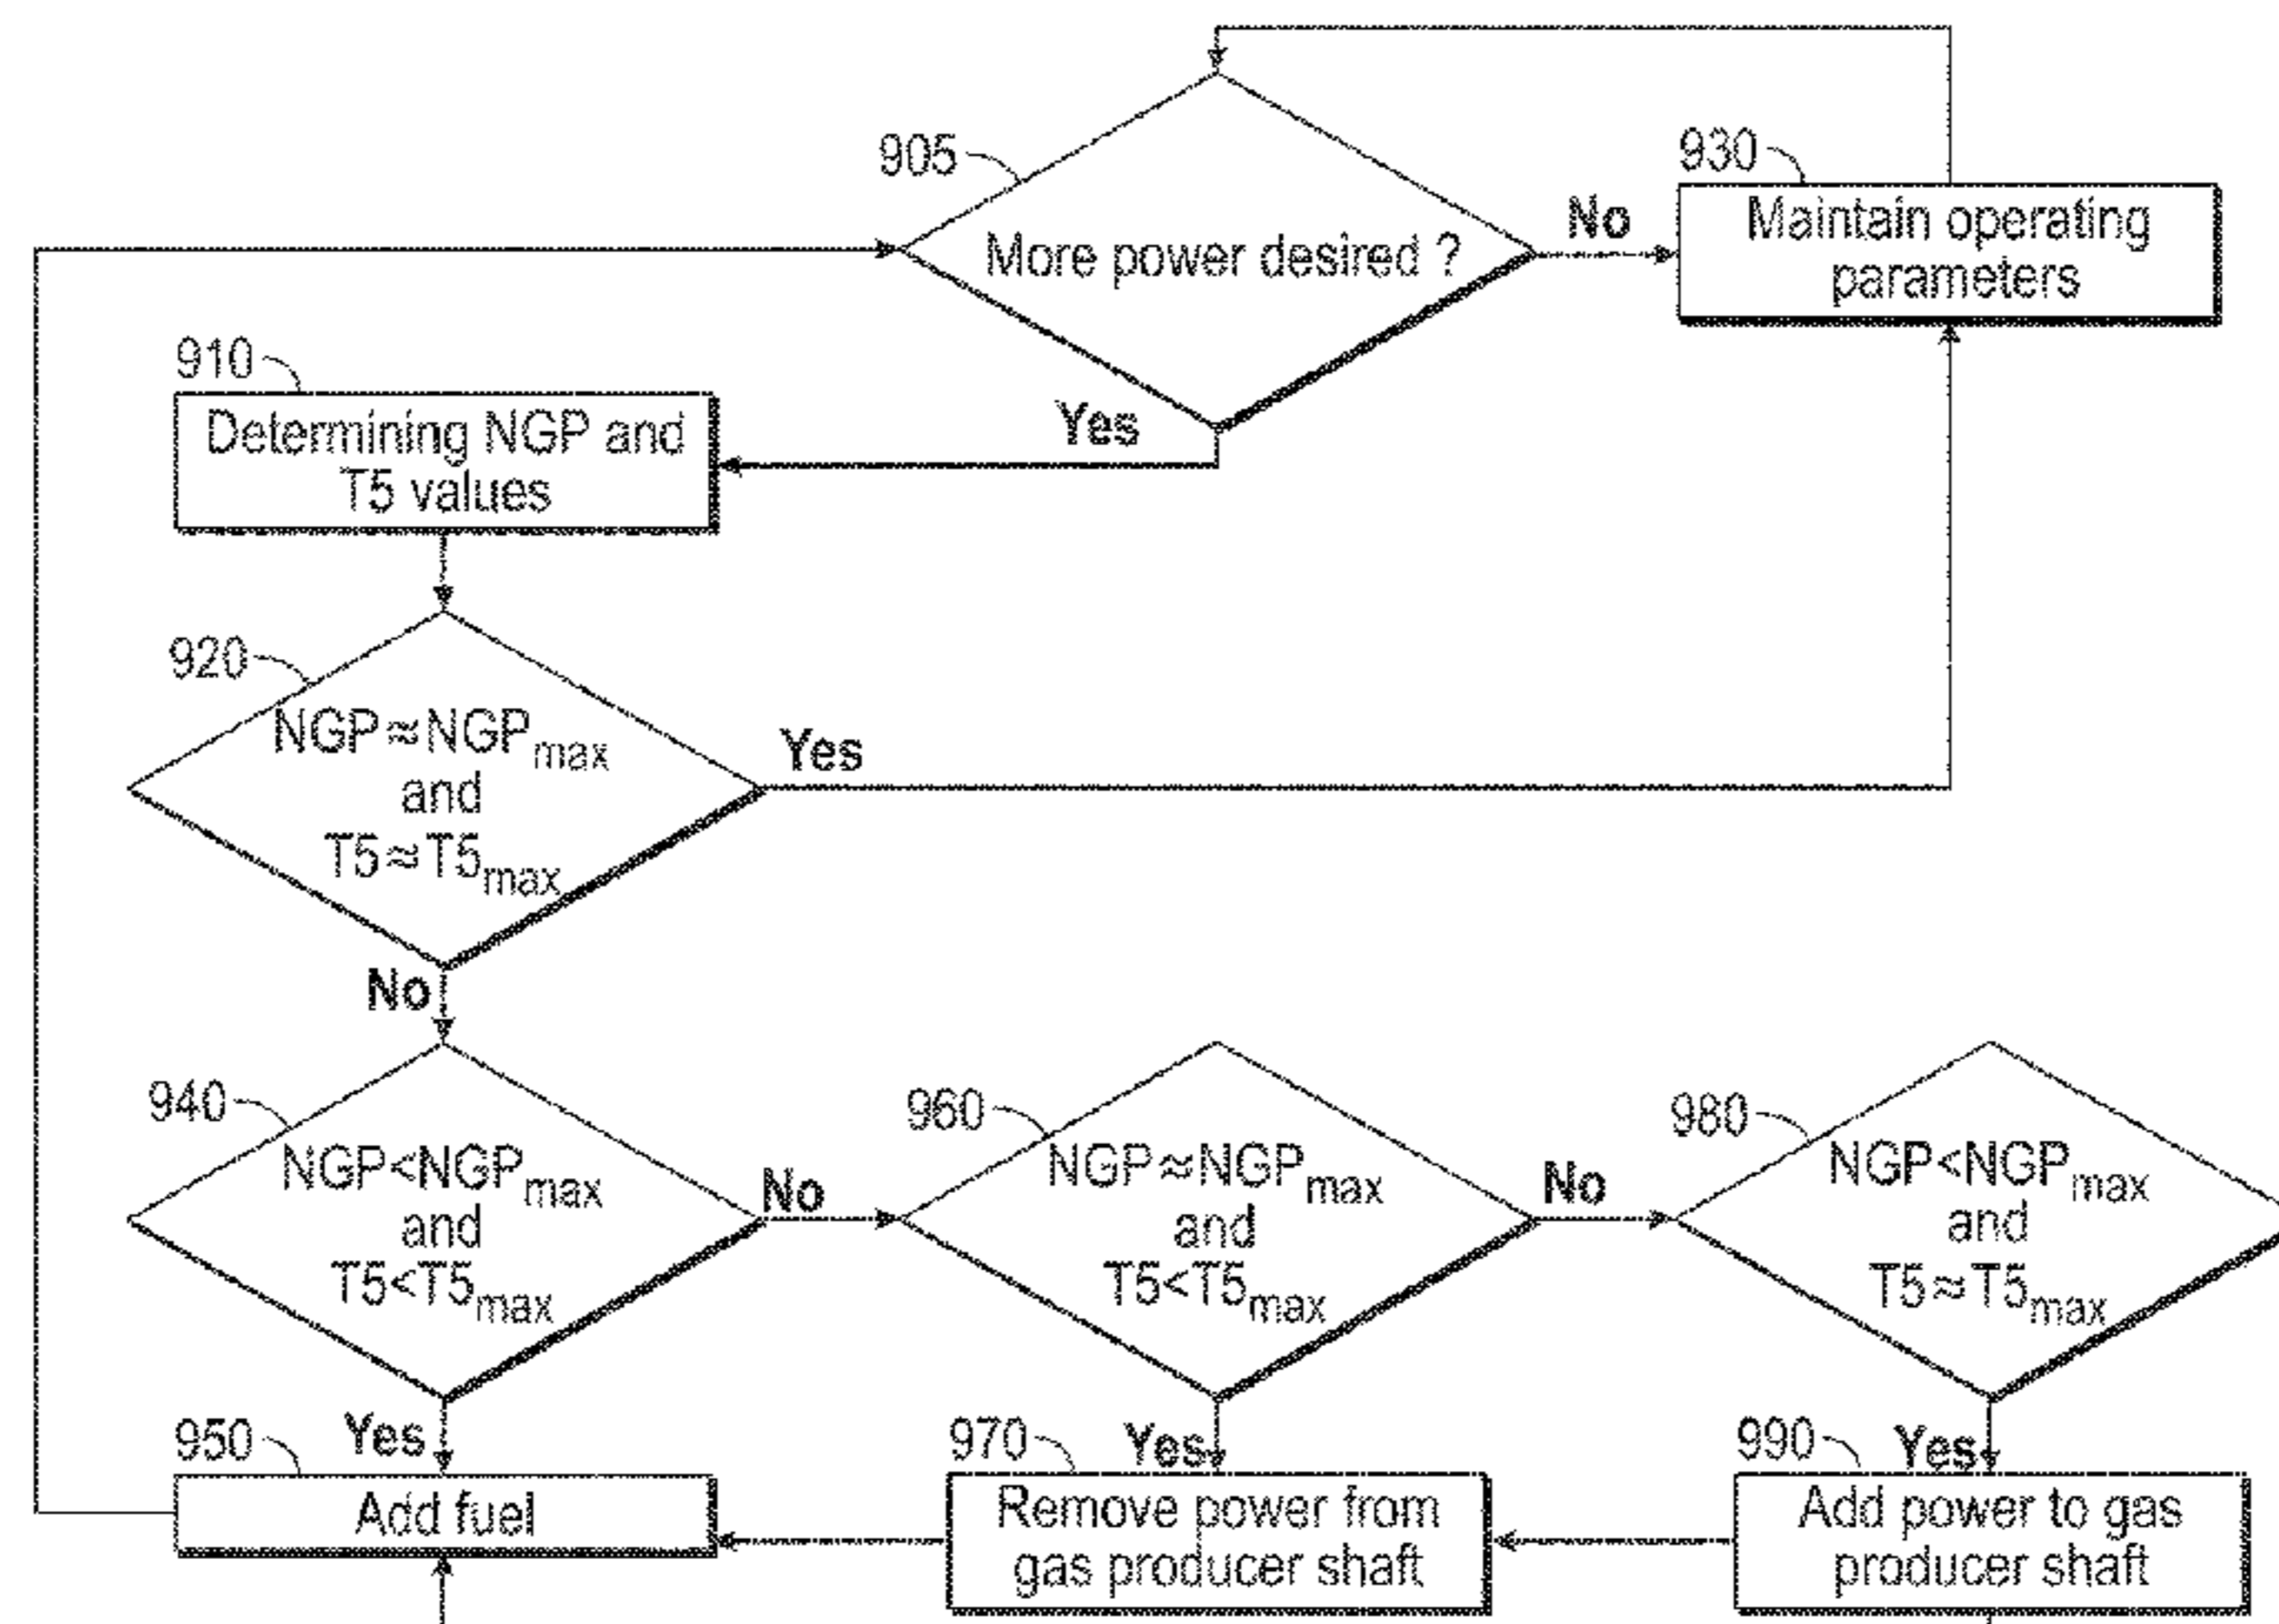 905
More power desired ?
No
930
Maintain operating
parameters
Yes
910
Determining NGP and
T5 values
920
NGP≈NGPmax
and
T5≈T5max
Yes
No
940
NGP<NGPmax
and
T5<T5max
No
960
NGP≈NGPmax
and
T5<T5max
No
980
NGP<NGPmax
and
T5≈T5max
Yes
950
Add fuel
Yes
970
Remove power from
gas producer shaft
Yes
990
Add power to gas
producer shaft